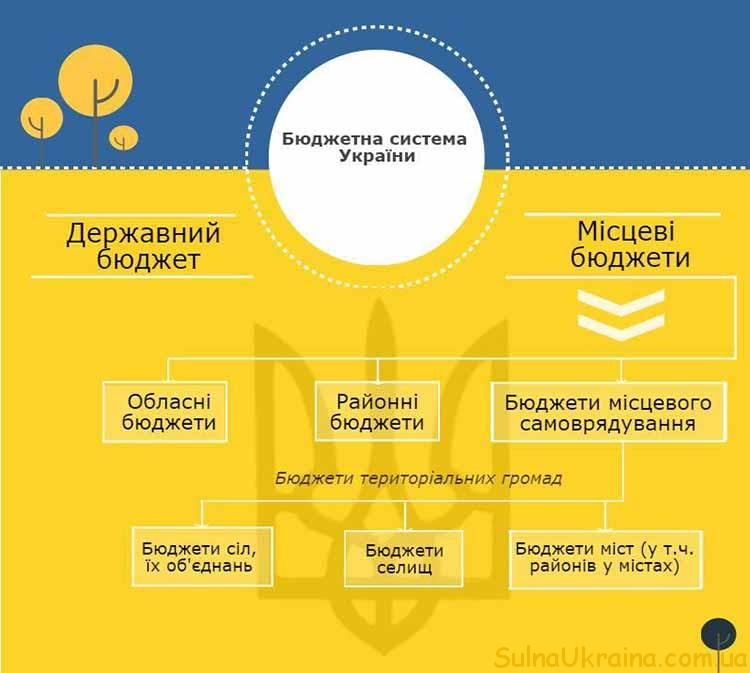 Бюджетна система
України
Державний
бюджет
Місцеві
бюджети
Обласні
бюджети
Районні
бюджети
Бюджети місцевого
самоврядування
Бюджети територіальних громад
Бюджети сіл,
їх об'єднань
Бюджети
селищ
Бюджети міст (у т.ч.
районів у містах)
SulnaUkraina.com.ua